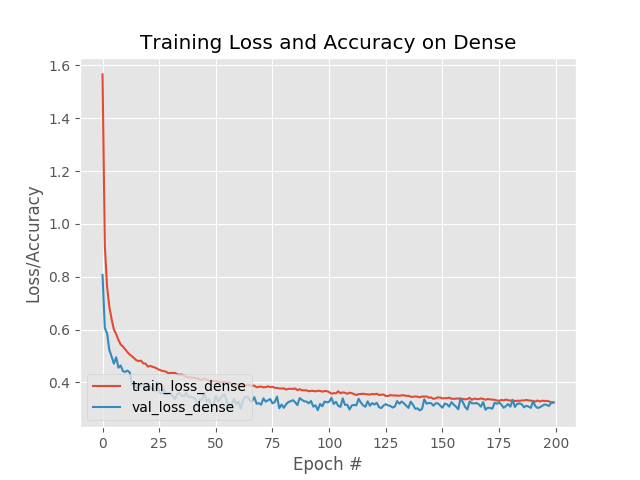 Training Loss and Accuracy on Dense
1.6
1.4
1.2
1.0
0.8
0.6
0.4
Loss/Accuracy
train_loss_dense
val_loss_dense
0 25 50 75 100 125 150 175 200
Epoch #